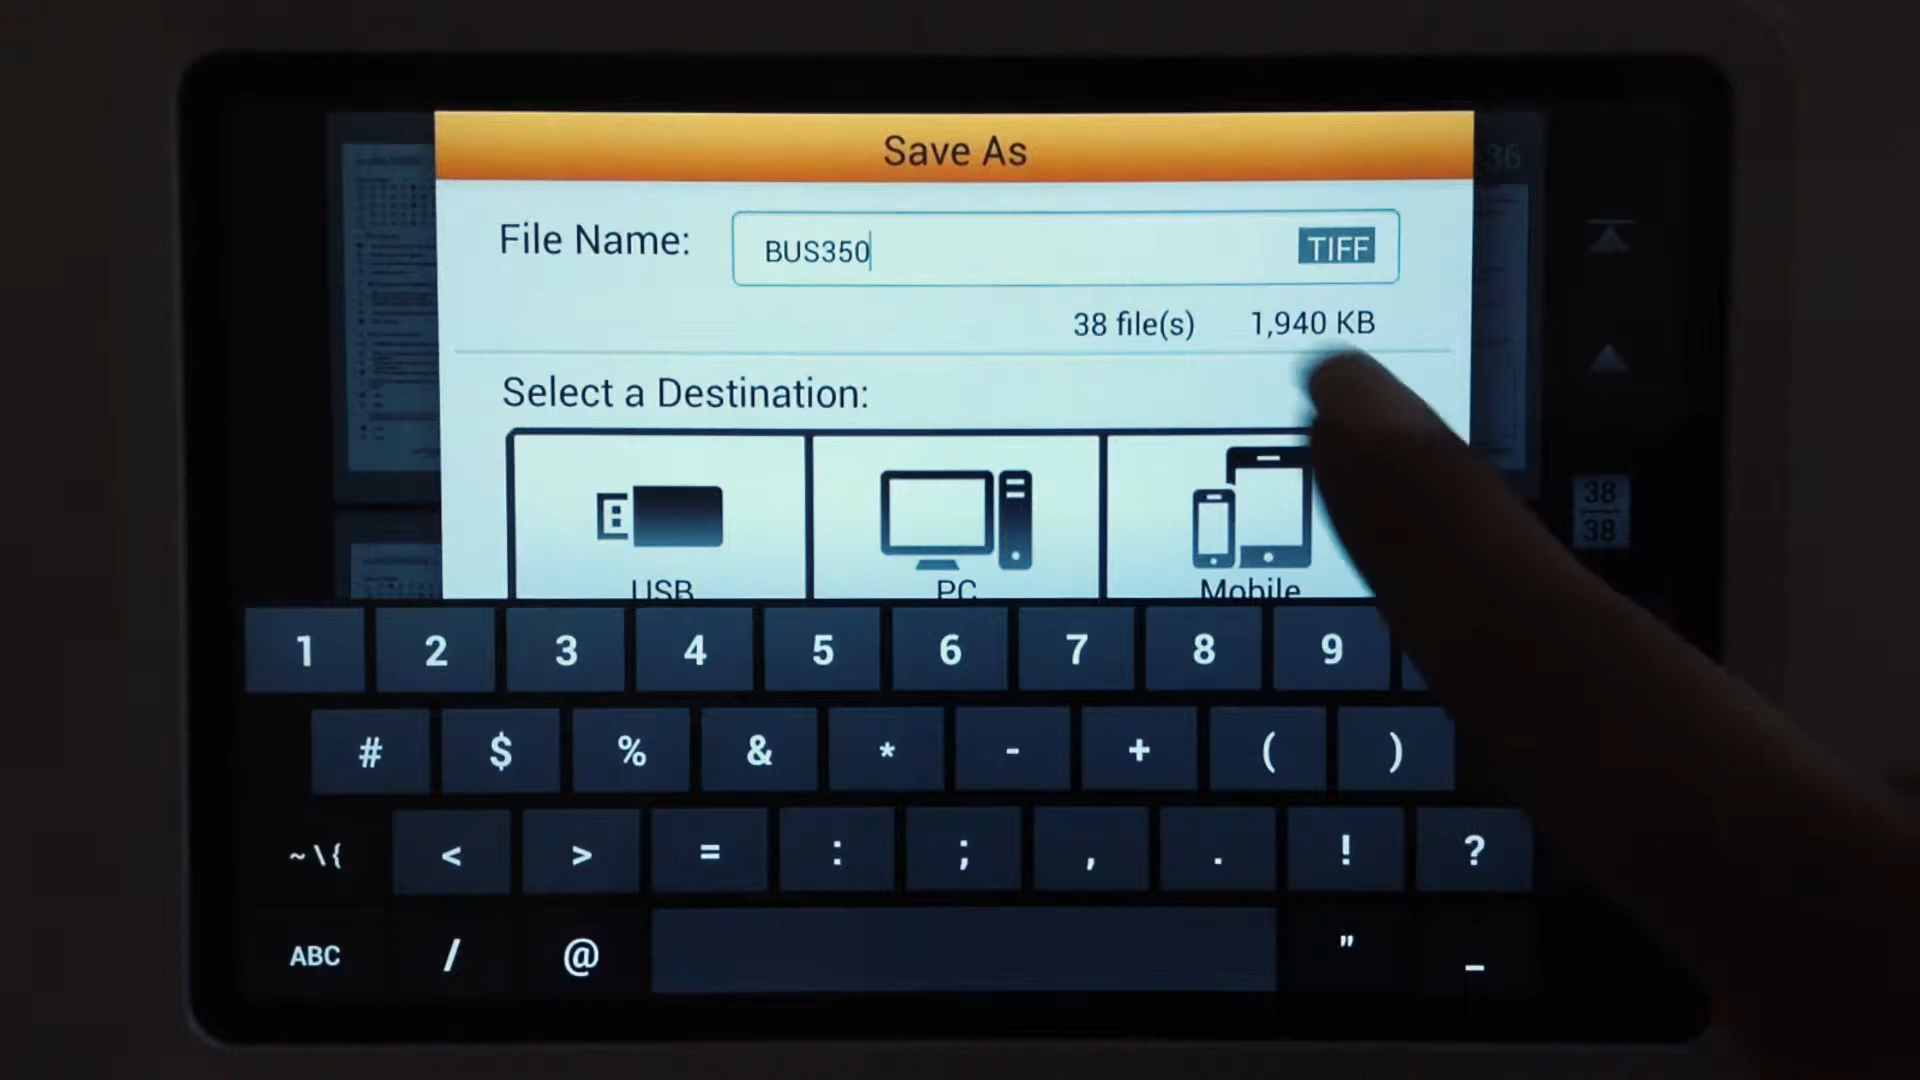 Save As
36
File Name: BUS350 TIFF
38 file(s) 1,940 KB
Select a Destination:
USB PC Mobile
38
38
1 2 3 4 5 6 7 8 9
# $ % & * - + ( )
~ \ { < > = : ; , . ! ?
ABC / @ " _